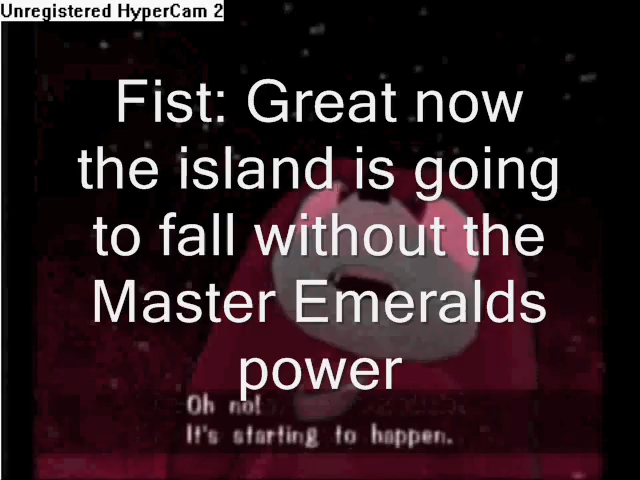 Unregistered HyperCam 2
Fist: Great now
the island is going
to fall without the
Master Emeralds
power
Oh no!
It's starting to happen.